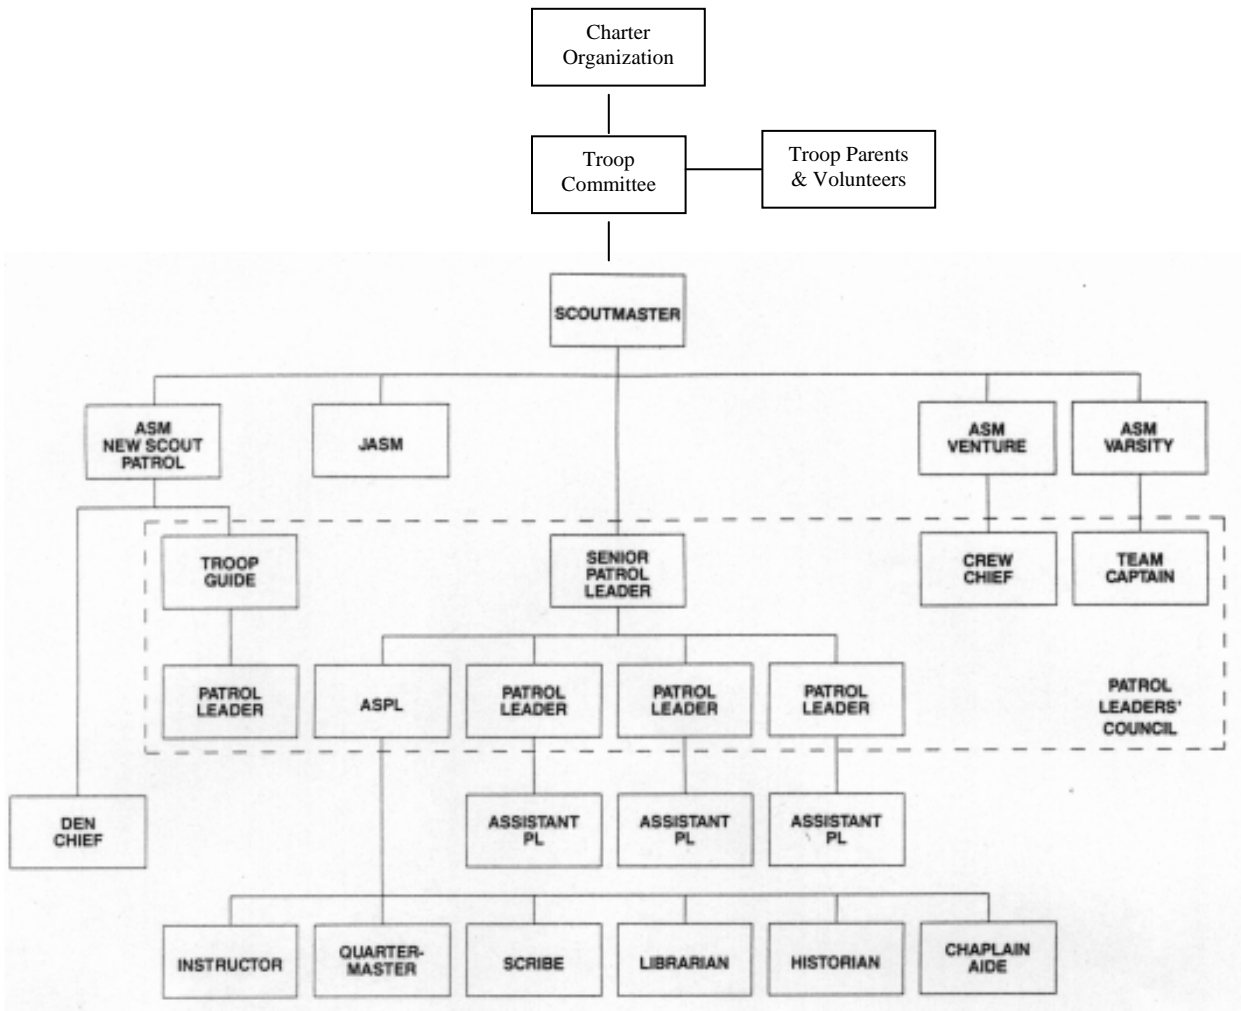 Charter
Organization
Troop
Committee
Troop Parents
& Volunteers
SCOUTMASTER
ASM
NEW SCOUT
PATROL
JASM
ASM
VENTURE
ASM
VARSITY
TROOP
GUIDE
SENIOR
PATROL
LEADER
CREW
CHIEF
TEAM
CAPTAIN
PATROL
LEADER
ASPL
PATROL
LEADER
PATROL
LEADER
PATROL
LEADER
PATROL
LEADERS'
COUNCIL
DEN
CHIEF
ASSISTANT
PL
ASSISTANT
PL
ASSISTANT
PL
INSTRUCTOR
QUARTER-
MASTER
SCRIBE
LIBRARIAN
HISTORIAN
CHAPLAIN
AIDE